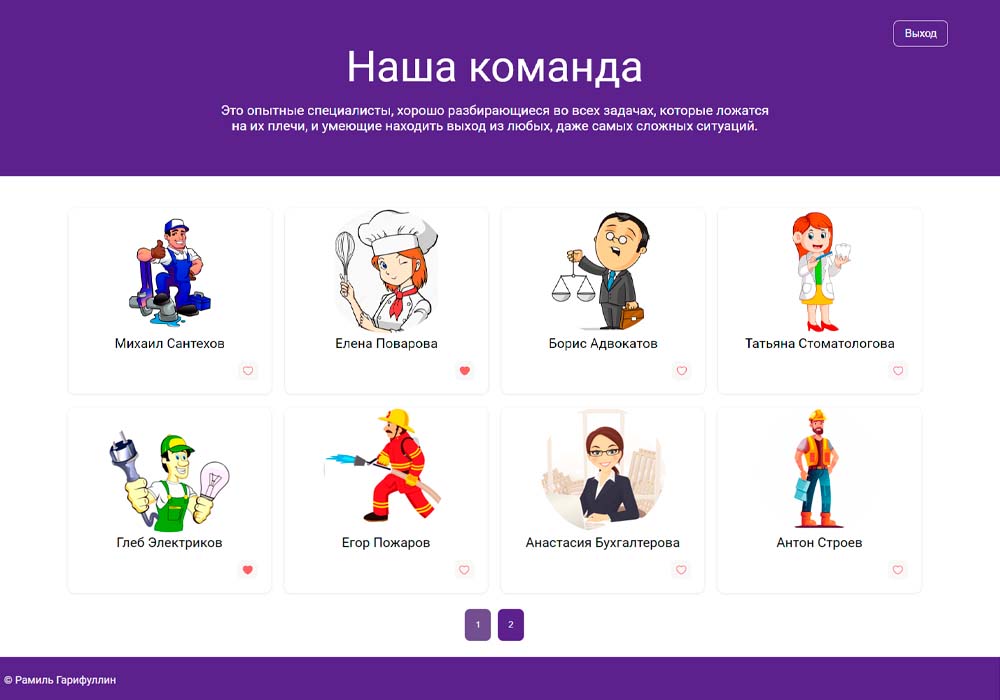 Выход
Наша команда
Это опытные специалисты, хорошо разбирающиеся во всех задачах, которые ложатся
на их плечи, и умеющие находить выход из любых, даже самых сложных ситуаций.
Михаил Сантехов
Елена Поварова
Борис Адвокатов
Татьяна Стоматологова
Глеб Электриков
Егор Пожаров
Анастасия Бухгалтерова
Антон Строев
1
2
© Рамиль Гарифуллин